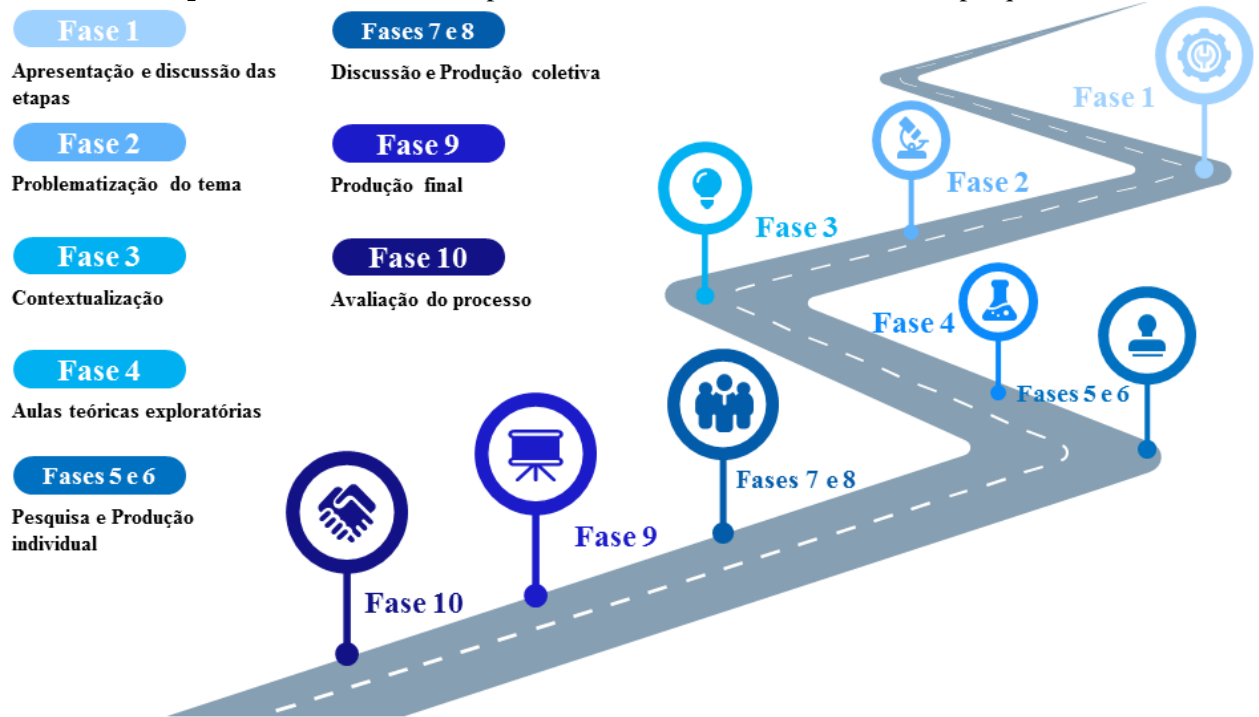 Fase 1
Apresentação e discussão das
etapas
Fase 2
Problematização do tema
Fase 3
Contextualização
Fase 4
Aulas teóricas exploratórias
Fases 5 e 6
Pesquisa e Produção
individual
Fases 7 e 8
Discussão e Produção coletiva
Fase 9
Produção final
Fase 10
Avaliação do processo
Fase 1
Fase 2
Fase 3
Fase 4
Fases 5 e 6
Fases 7 e 8
Fase 9
Fase 10